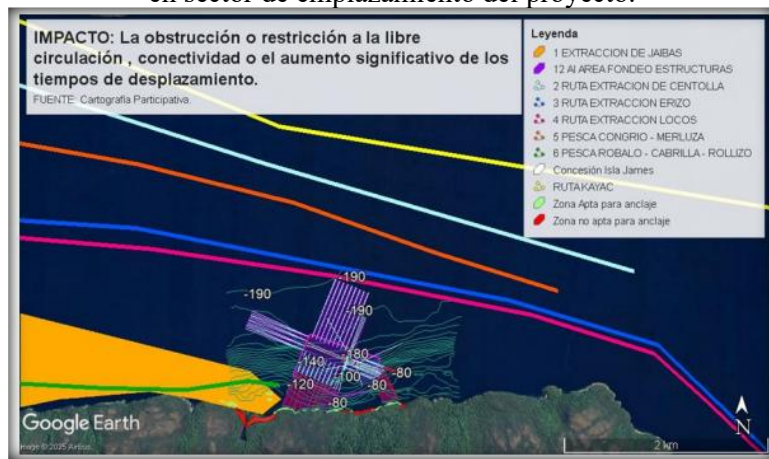 en sector de emplazamiento del proyecto.
IMPACTO: La obstrucción o restricción a la libre
circulación , conectividad o el aumento significativo de los
tiempos de desplazamiento.
FUENTE: Cartografía Participativa.
Leyenda
1 EXTRACCION DE JAIBAS
12 AI AREA FONDEO ESTRUCTURAS
2 RUTA EXTRACION DE CENTOLLA
3 RUTA EXTRACCION ERIZO
4 RUTA EXTRACCION LOCOS
5 PESCA CONGRIO - MERLUZA
6 PESCA ROBALO - CABRILLA - ROLLIZO
Concesión Isla James
RUTA KAYAC
Zona Apta para anclaje
Zona no apta para anclaje
-190
-190
-190
-180
-140
-100
-80
-120
-80
-80
Google Earth
Image © 2025 Airbus
2 km
N